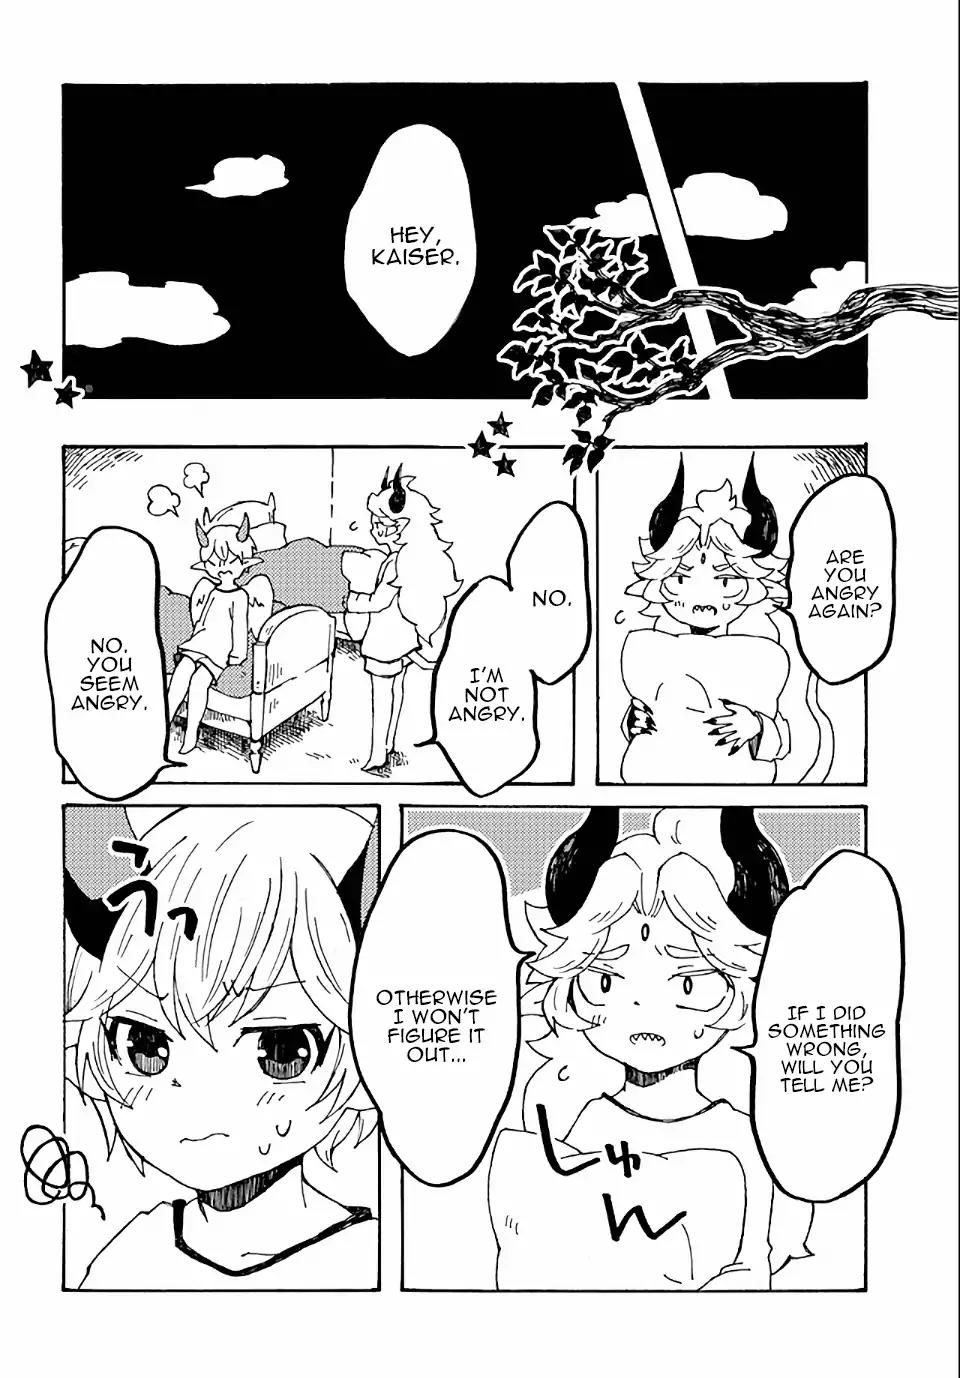 HEY,
KAISER.
ARE
YOU
ANGRY
AGAIN?
NO.
I'M
NOT
ANGRY.
NO.
YOU
SEEM
ANGRY.
IF I DID
SOMETHING
WRONG,
WILL YOU
TELL ME?
OTHERWISE
I WON'T
FIGURE IT
OUT...
しゅ
ん
うっ